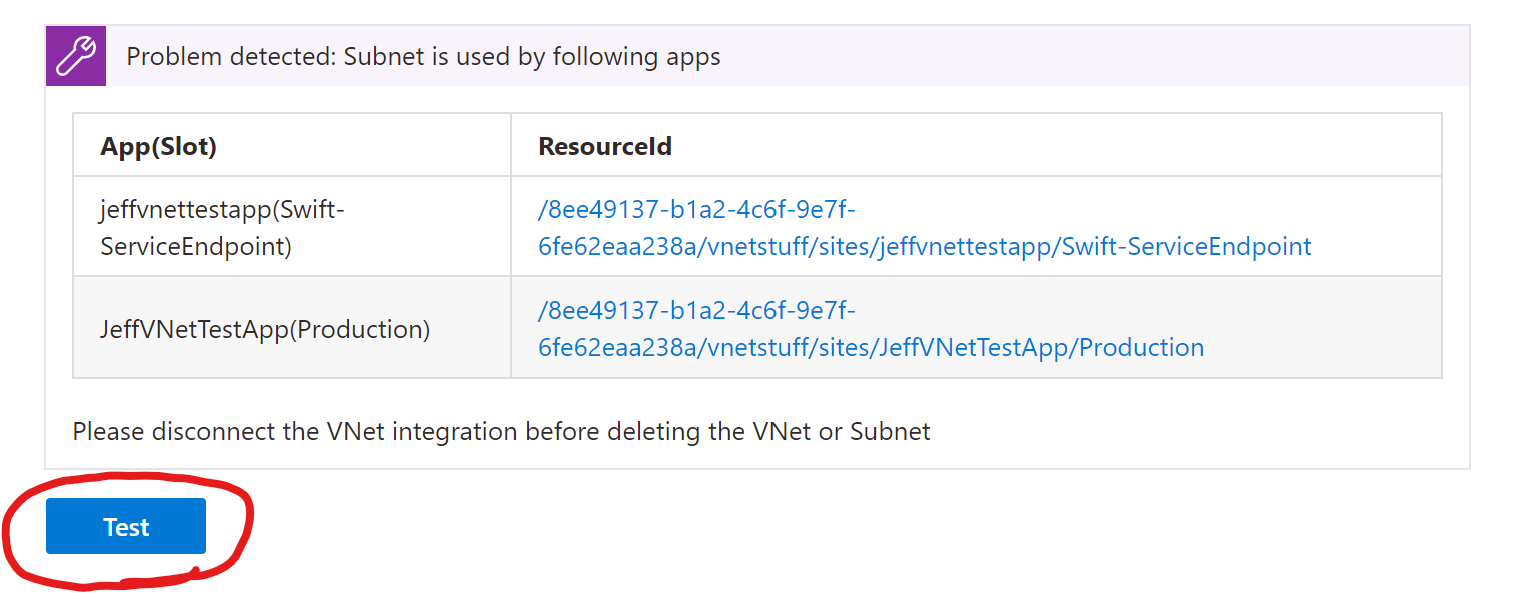 Problem detected: Subnet is used by following apps
App(Slot) ResourceId
jeffvnettestapp(Swift-
ServiceEndpoint)
/8ee49137-b1a2-4c6f-9e7f-
6fe62eaa238a/vnetstuff/sites/jeffvnettestapp/Swift-ServiceEndpoint
JeffVNetTestApp(Production)
/8ee49137-b1a2-4c6f-9e7f-
6fe62eaa238a/vnetstuff/sites/JeffVNetTestApp/Production
Please disconnect the VNet integration before deleting the VNet or Subnet
Test